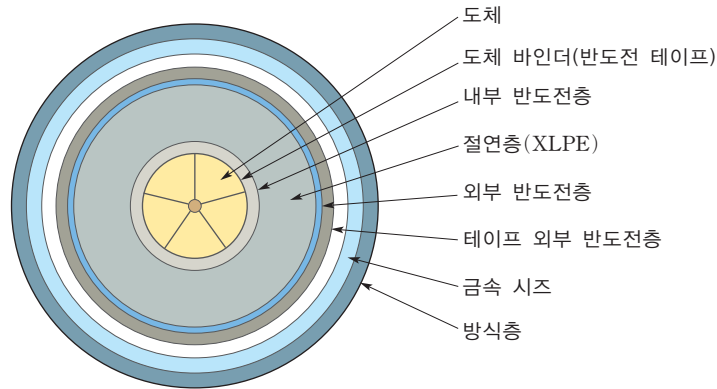 도체
도체 바인더(반도전 테이프)
내부 반도전층
절연층(XLPE)
외부 반도전층
테이프 외부 반도전층
금속 시즈
방식층